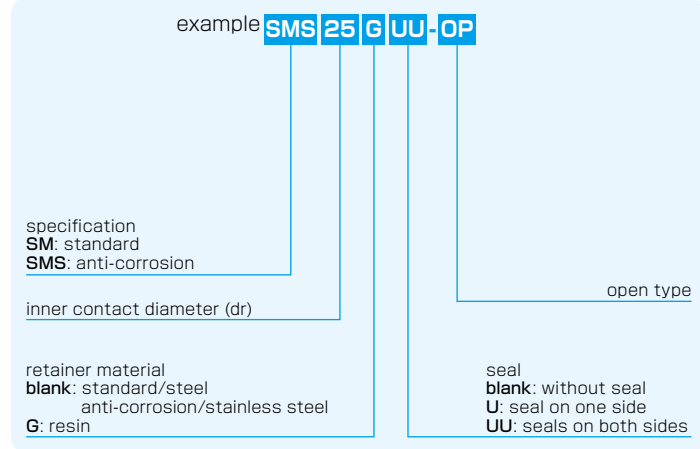 example SMS 25 G UU - OP
specification
SM: standard
SMS: anti-corrosion
open type
inner contact diameter (dr)
retainer material
blank: standard/steel
anti-corrosion/stainless steel
G: resin
seal
blank: without seal
U: seal on one side
UU: seals on both sides